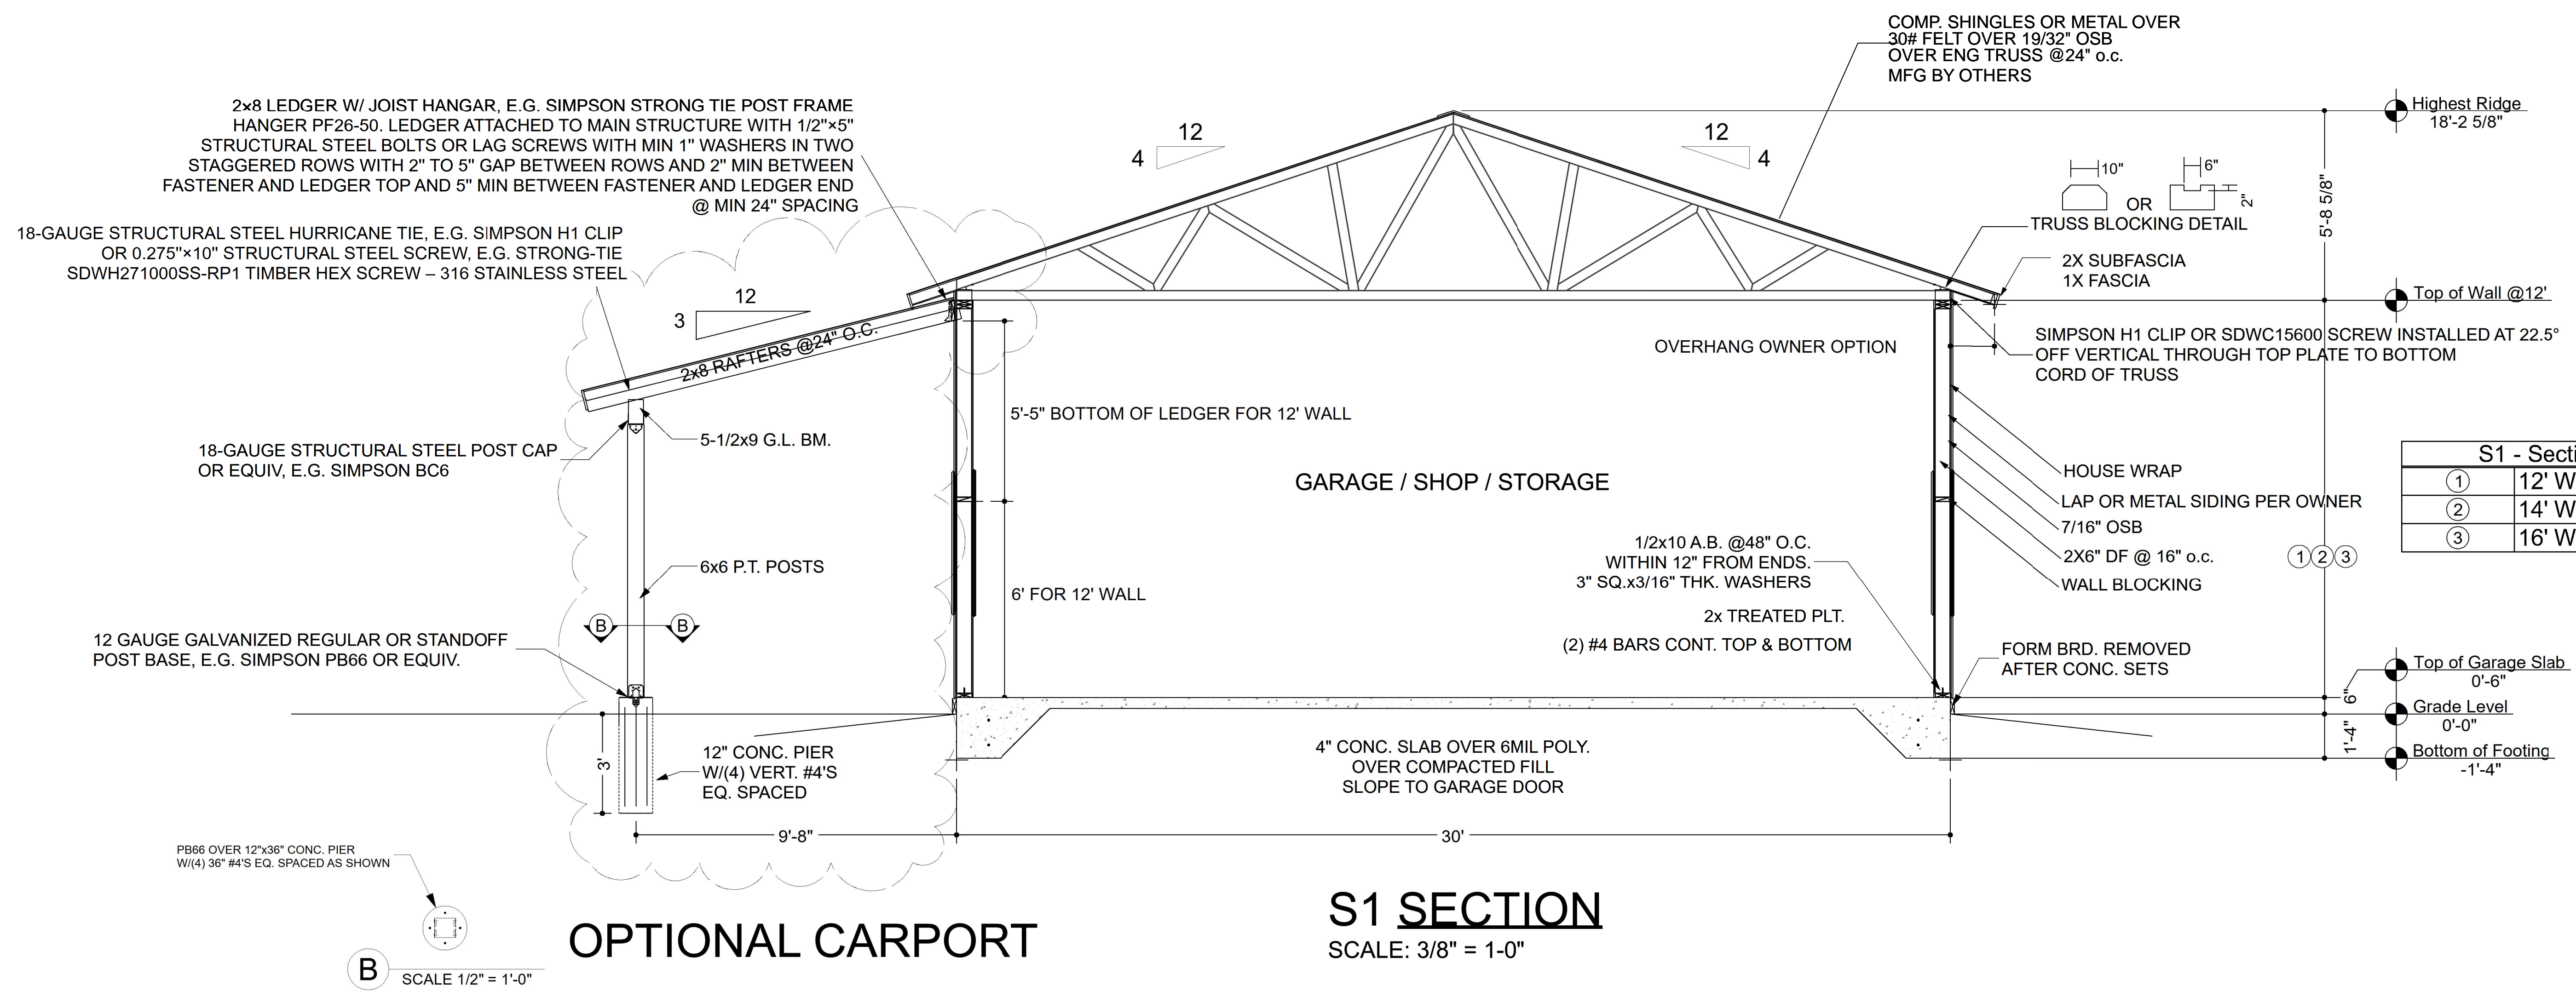 COMP. SHINGLES OR METAL OVER
30# FELT OVER 19/32" OSB
OVER ENG TRUSS @24" o.c.
MFG BY OTHERS
2×8 LEDGER W/ JOIST HANGAR, E.G. SIMPSON STRONG TIE POST FRAME
HANGER PF26-50. LEDGER ATTACHED TO MAIN STRUCTURE WITH 1/2"×5"
STRUCTURAL STEEL BOLTS OR LAG SCREWS WITH MIN 1" WASHERS IN TWO
STAGGERED ROWS WITH 2" TO 5" GAP BETWEEN ROWS AND 2" MIN BETWEEN
FASTENER AND LEDGER TOP AND 5" MIN BETWEEN FASTENER AND LEDGER END
@ MIN 24" SPACING
12
4
12
4
Highest Ridge
18'-2 5/8"
5'-8 5/8"
10"
6"
2"
OR
TRUSS BLOCKING DETAIL
18-GAUGE STRUCTURAL STEEL HURRICANE TIE, E.G. SIMPSON H1 CLIP
OR 0.275"×10" STRUCTURAL STEEL SCREW, E.G. STRONG-TIE
SDWH271000SS-RP1 TIMBER HEX SCREW – 316 STAINLESS STEEL
2X SUBFASCIA
1X FASCIA
Top of Wall @12'
12
3
2x8 RAFTERS @24" O.C.
OVERHANG OWNER OPTION
SIMPSON H1 CLIP OR SDWC15600 SCREW INSTALLED AT 22.5°
OFF VERTICAL THROUGH TOP PLATE TO BOTTOM
CORD OF TRUSS
5'-5" BOTTOM OF LEDGER FOR 12' WALL
5-1/2x9 G.L. BM.
18-GAUGE STRUCTURAL STEEL POST CAP
OR EQUIV, E.G. SIMPSON BC6
GARAGE / SHOP / STORAGE
HOUSE WRAP
LAP OR METAL SIDING PER OWNER
7/16" OSB
2X6" DF @ 16" o.c.
WALL BLOCKING
1 2 3
S1 - Secti
1 12' W
2 14' W
3 16' W
6x6 P.T. POSTS
6' FOR 12' WALL
1/2x10 A.B. @48" O.C.
WITHIN 12" FROM ENDS.
3" SQ.x3/16" THK. WASHERS
2x TREATED PLT.
(2) #4 BARS CONT. TOP & BOTTOM
B B
12 GAUGE GALVANIZED REGULAR OR STANDOFF
POST BASE, E.G. SIMPSON PB66 OR EQUIV.
FORM BRD. REMOVED
AFTER CONC. SETS
Top of Garage Slab
0'-6"
6"
Grade Level
0'-0"
1'-4"
Bottom of Footing
-1'-4"
3'
12" CONC. PIER
W/(4) VERT. #4'S
EQ. SPACED
4" CONC. SLAB OVER 6MIL POLY.
OVER COMPACTED FILL
SLOPE TO GARAGE DOOR
9'-8"
30'
PB66 OVER 12"x36" CONC. PIER
W/(4) 36" #4'S EQ. SPACED AS SHOWN
B
SCALE 1/2" = 1'-0"
OPTIONAL CARPORT
S1 SECTION
SCALE: 3/8" = 1-0"